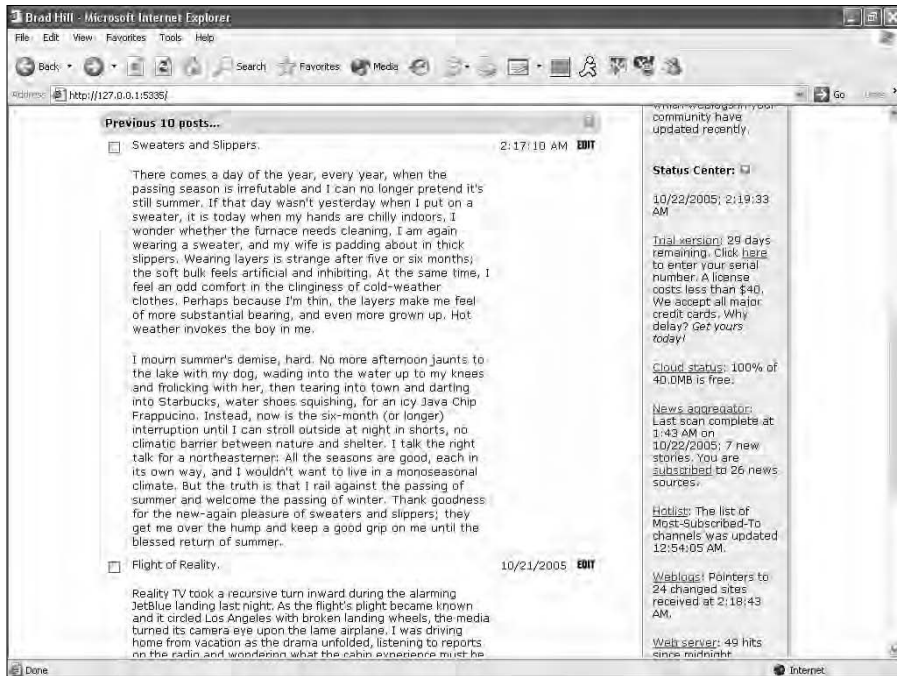 Brad Hill - Microsoft Internet Explorer
File Edit View Favorites Tools Help
Back Search Favorites Media
Address http://127.0.0.1:5335/ Go
Previous 10 posts...
Sweaters and Slippers. 2:17:10 AM EDIT
There comes a day of the year, every year, when the
passing season is irrefutable and I can no longer pretend it's
still summer. If that day wasn't yesterday when I put on a
sweater, it is today when my hands are chilly indoors, I
wonder whether the furnace needs cleaning, I am again
wearing a sweater, and my wife is padding about in thick
slippers. Wearing layers is strange after five or six months;
the soft bulk feels artificial and inhibiting. At the same time, I
feel an odd comfort in the clinginess of cold-weather
clothes. Perhaps because I'm thin, the layers make me feel
of more substantial bearing, and even more grown up. Hot
weather invokes the boy in me.
I mourn summer's demise, hard. No more afternoon jaunts to
the lake with my dog, wading into the water up to my knees
and frolicking with her, then tearing into town and darting
into Starbucks, water shoes squishing, for an icy Java Chip
Frappucino. Instead, now is the six-month (or longer)
interruption until I can stroll outside at night in shorts, no
climatic barrier between nature and shelter. I talk the right
talk for a northeasterner: All the seasons are good, each in
its own way, and I wouldn't want to live in a monoseasonal
climate. But the truth is that I rail against the passing of
summer and welcome the passing of winter. Thank goodness
for the new-again pleasure of sweaters and slippers; they
get me over the hump and keep a good grip on me until the
blessed return of summer.
Flight of Reality. 10/21/2005 EDIT
Reality TV took a recursive turn inward during the alarming
JetBlue landing last night. As the flight's plight became known
and it circled Los Angeles with broken landing wheels, the media
turned its camera eye upon the lame airplane. I was driving
home from vacation as the drama unfolded, listening to reports
on the radio and wondering what the cabin experience must be
which weblogs in your
community have
updated recently.
Status Center:
10/22/2005; 2:19:33
AM
Trial version: 29 days
remaining. Click here
to enter your serial
number. A license
costs less than $40.
We accept all major
credit cards. Why
delay? Get yours
today!
Cloud status: 100% of
40.0MB is free.
News aggregator:
Last scan complete at
1:43 AM on
10/22/2005; 7 new
stories. You are
subscribed to 26 news
sources.
Hotlist: The list of
Most-Subscribed-To
channels was updated
12:54:05 AM.
Weblogs: Pointers to
24 changed sites
received at 2:18:43
AM.
Web server: 49 hits
since midnight.
Done Internet